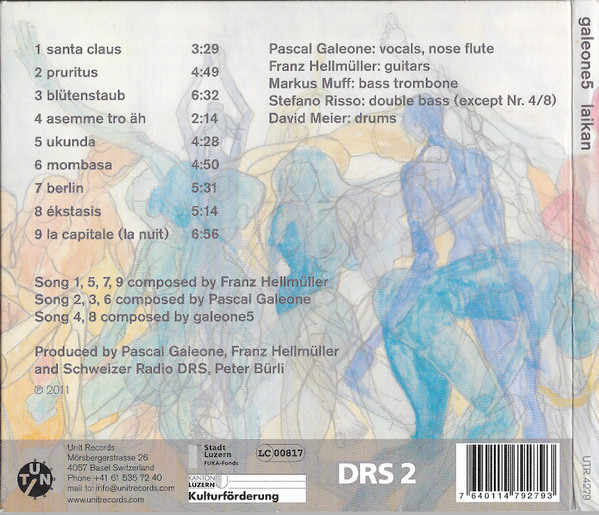 1 santa claus 3:29
2 pruritus 4:49
3 blütenstaub 6:32
4 asemme tro äh 2:14
5 ukunda 4:28
6 mombasa 4:50
7 berlin 5:31
8 ékstasis 5:14
9 la capitale (la nuit) 6:56
Pascal Galeone: vocals, nose flute
Franz Hellmüller: guitars
Markus Muff: bass trombone
Stefano Risso: double bass (except Nr. 4/8)
David Meier: drums
Song 1, 5, 7, 9 composed by Franz Hellmüller
Song 2, 3, 6 composed by Pascal Galeone
Song 4, 8 composed by galeone5
Produced by Pascal Galeone, Franz Hellmüller
and Schweizer Radio DRS, Peter Bürli
℗ 2011
UNIT
Unit Records
Mörsbergerstrasse 26
4057 Basel Switzerland
Phone +41 61 535 72 40
mail to: info@unitrecords.com
www.unitrecords.com
Stadt
Luzern
FUKA-Fonds
LC 00817
KANTON
LUZERN
Kulturförderung
DRS 2
7 640114 792793
galeone5 laikan
UTR 4279